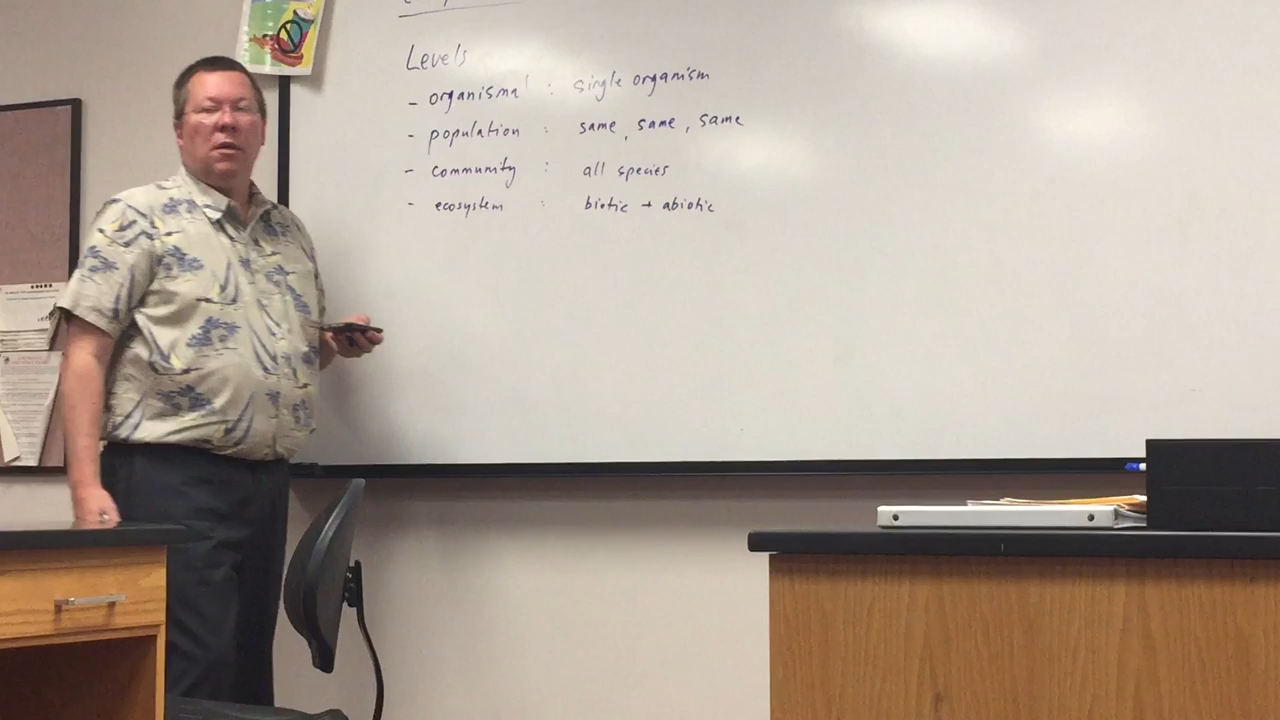 Levels
- organismal : single organism
- population : same, same, same
- community : all species
- ecosystem : biotic + abiotic